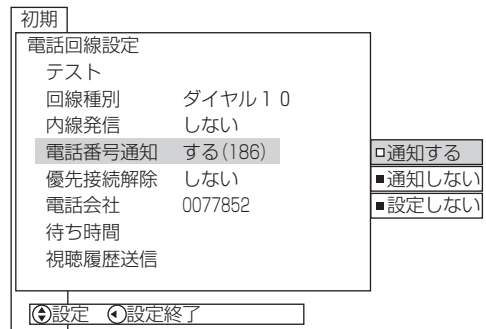 初期
電話回線設定
テスト
回線種別 ダイヤル10
内線発信 しない
電話番号通知 する(186)
□通知する
優先接続解除 しない
■通知しない
電話会社 0077852
■設定しない
待ち時間
視聴履歴送信
設定 設定終了